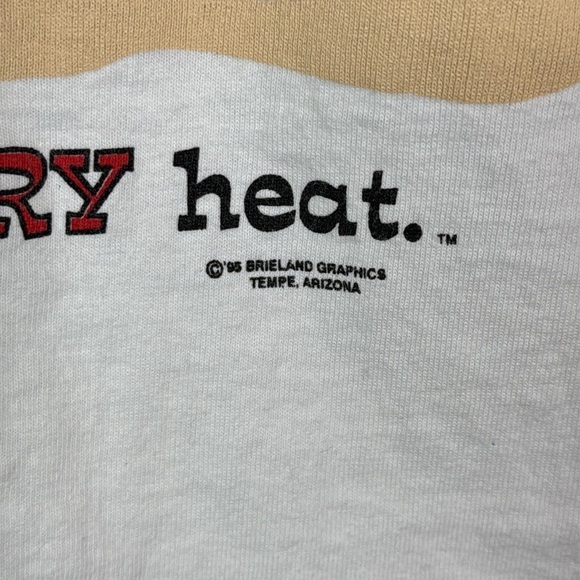 RY heat.™
©'95 BRIELAND GRAPHICS
TEMPE, ARIZONA